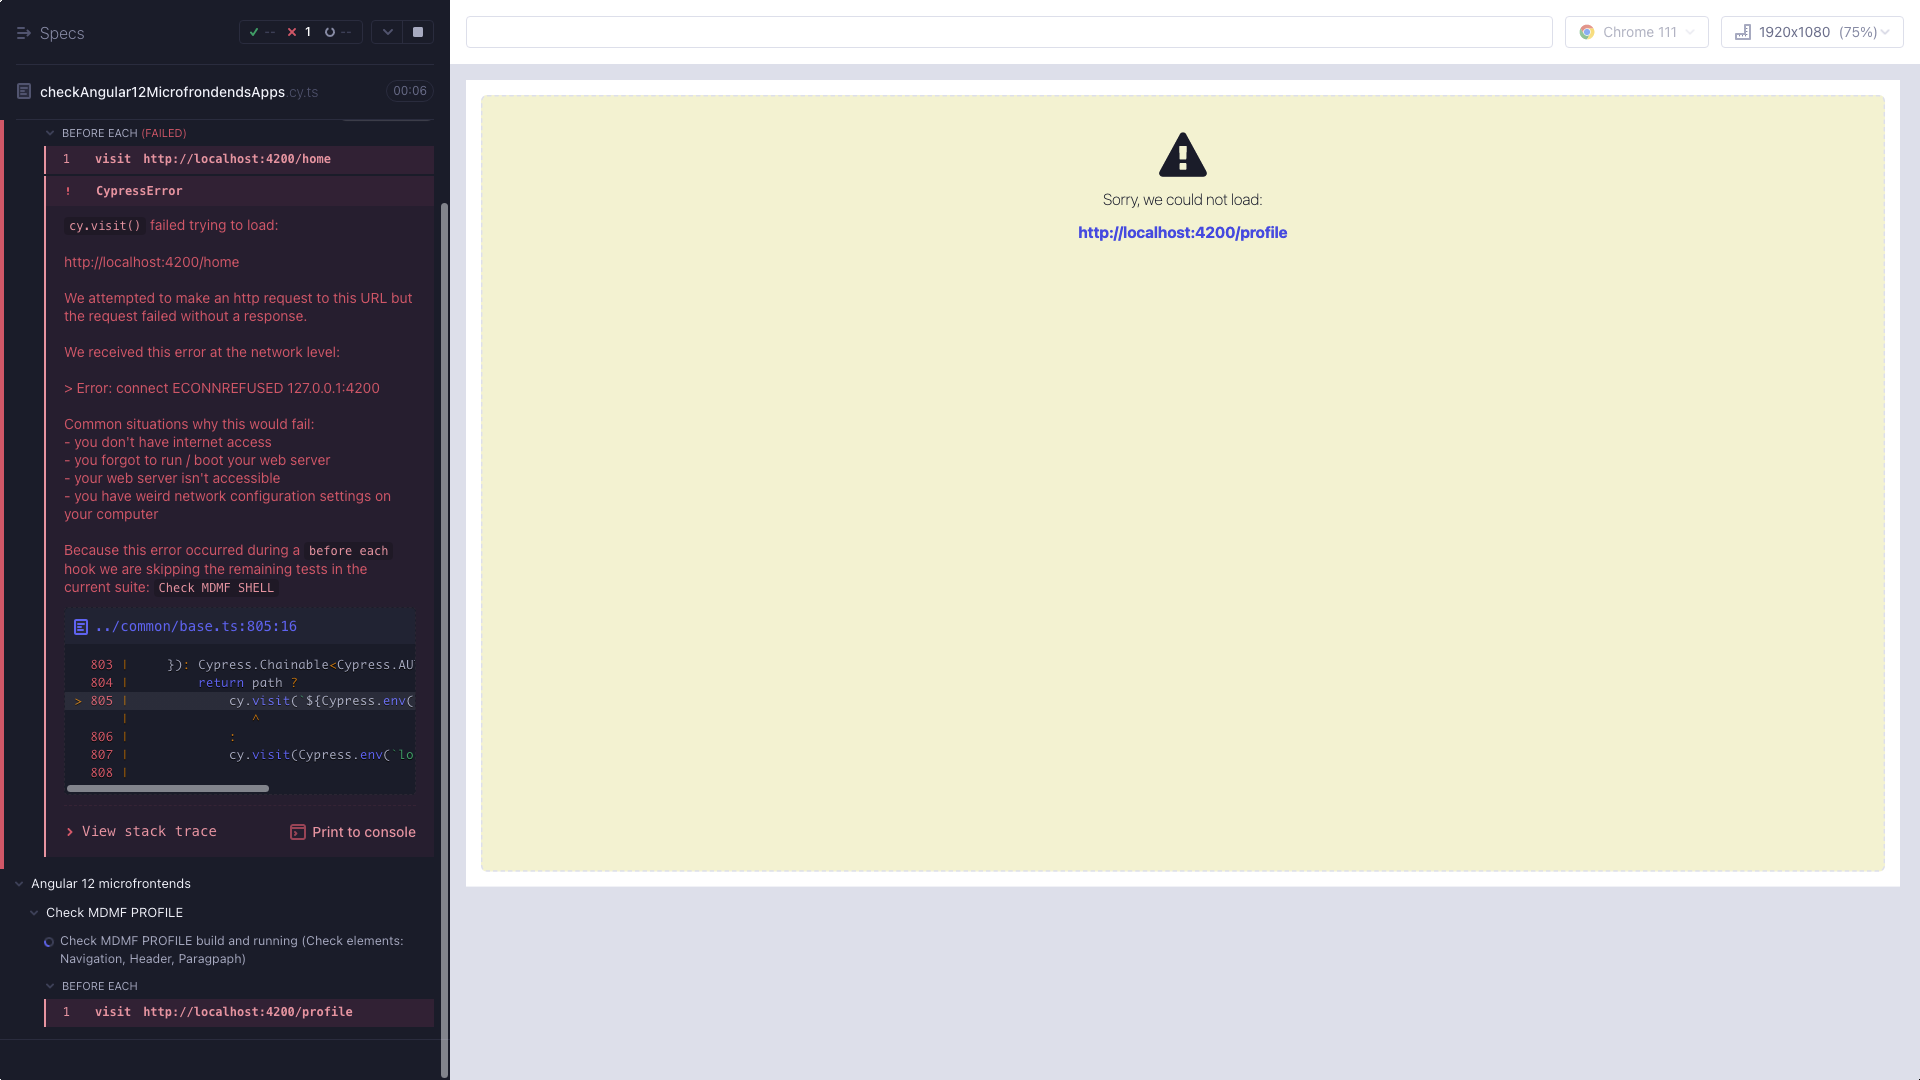 Specs
-- 1 --
checkAngular12MicrofrondendsApps.cy.ts 00:06
BEFORE EACH (FAILED)
1 visit http://localhost:4200/home
! CypressError
cy.visit() failed trying to load:
http://localhost:4200/home
We attempted to make an http request to this URL but
the request failed without a response.
We received this error at the network level:
> Error: connect ECONNREFUSED 127.0.0.1:4200
Common situations why this would fail:
- you don't have internet access
- you forgot to run / boot your web server
- your web server isn't accessible
- you have weird network configuration settings on
your computer
Because this error occurred during a before each
hook we are skipping the remaining tests in the
current suite: Check MDMF SHELL
../common/base.ts:805:16
803 | }): Cypress.Chainable<Cypress.AU
804 | return path ?
> 805 | cy.visit(`${Cypress.env(
| ^
806 | :
807 | cy.visit(Cypress.env(`lo
808 |
View stack trace
Print to console
Angular 12 microfrontends
Check MDMF PROFILE
Check MDMF PROFILE build and running (Check elements:
Navigation, Header, Paragpaph)
BEFORE EACH
1 visit http://localhost:4200/profile
Chrome 111
1920x1080 (75%)
Sorry, we could not load:
http://localhost:4200/profile